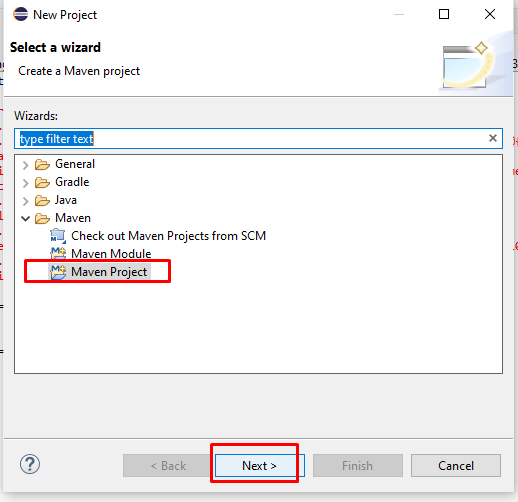 New Project
Select a wizard
Create a Maven project
Wizards:
type filter text
General
Gradle
Java
Maven
Check out Maven Projects from SCM
Maven Module
Maven Project
< Back
Next >
Finish
Cancel